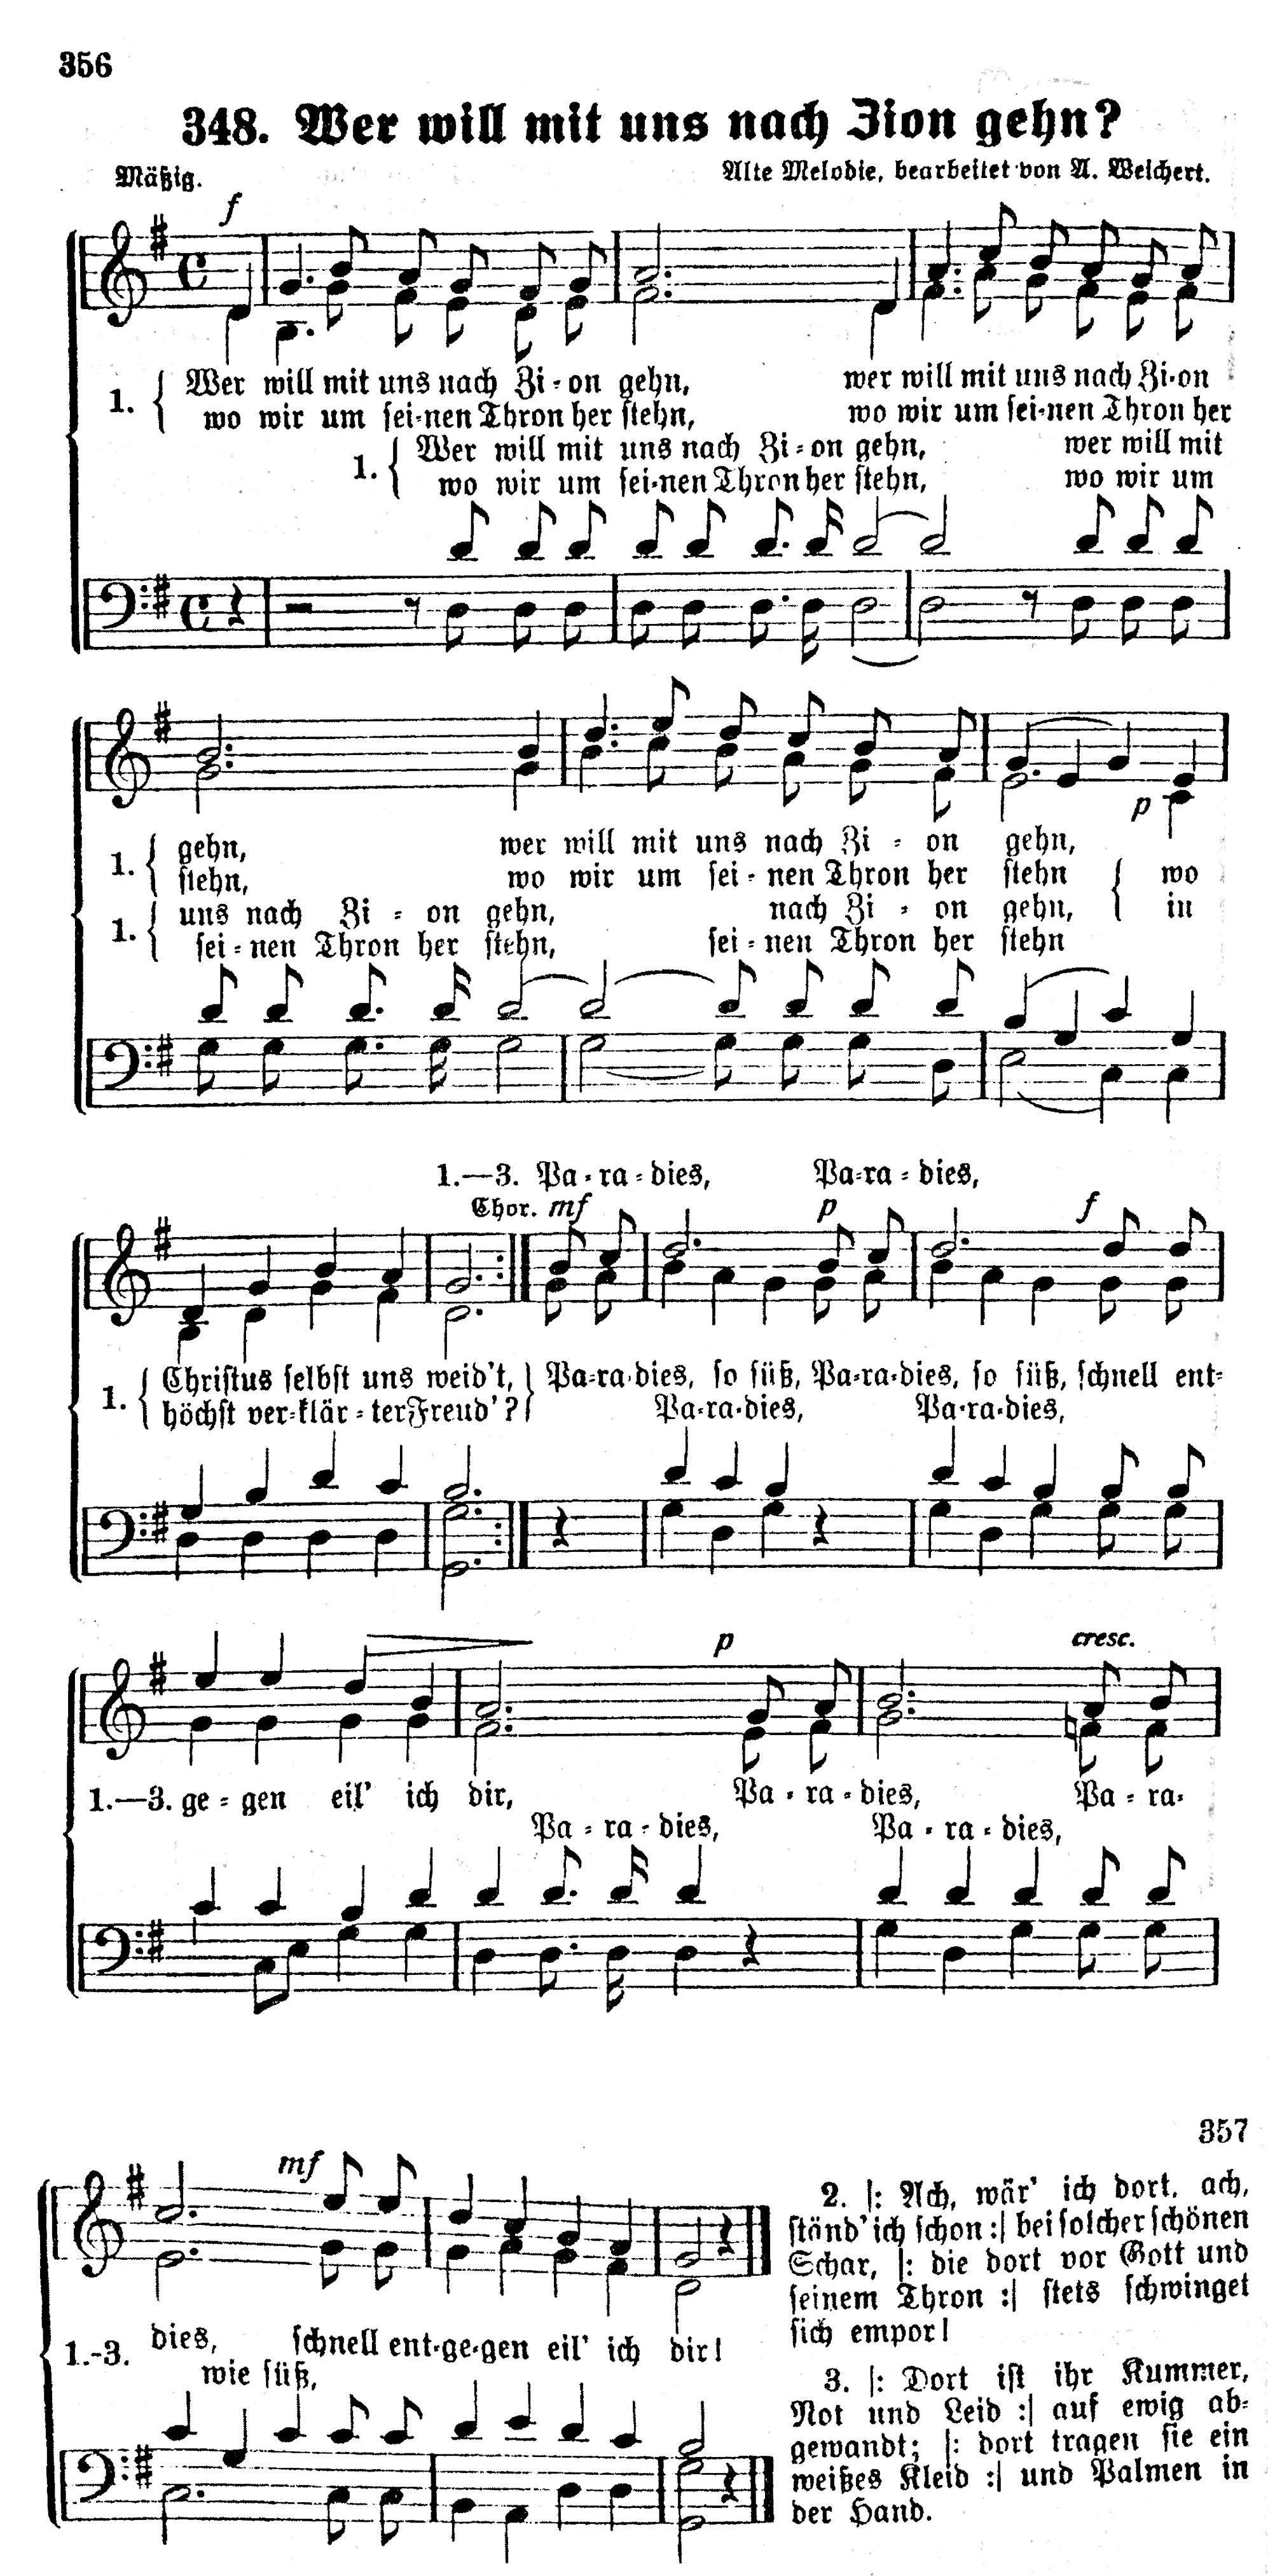 356
348. Wer will mit uns nach Zion gehn?
Mäßig.
Alte Melodie, bearbeitet von A. Weichert.
f
1. { Wer will mit uns nach Zi-on gehn, wer will mit uns nach Zi-on
wo wir um sei-nen Thron her stehn, wo wir um sei-nen Thron her
1. { Wer will mit uns nach Zi-on gehn, wer will mit
wo wir um sei-nen Thron her stehn, wo wir um
p
1. { gehn, wer will mit uns nach Zi-on gehn,
stehn, wo wir um sei-nen Thron her stehn { wo
1. { uns nach Zi-on gehn, nach Zi-on gehn, { in
sei-nen Thron her stehn, sei-nen Thron her stehn
1.—3. Pa-ra-dies, Pa-ra-dies,
Chor. mf p f
1. { Christus selbst uns weid't, } Pa-ra-dies, so süß, Pa-ra-dies, so süß, schnell ent-
höchst ver-klär-ter Freud'? } Pa-ra-dies, Pa-ra-dies,
p cresc.
1.—3. ge-gen eil' ich dir, Pa-ra-dies, Pa-ra-
Pa-ra-dies, Pa-ra-dies,
357
mf
1.-3. dies, schnell ent-ge-gen eil' ich dir!
wie süß,
2. |: Ach, wär' ich dort, ach,
ständ' ich schon :| bei solcher schönen
Schar, |: die dort vor Gott und
seinem Thron :| stets schwinget
sich empor!
3. |: Dort ist ihr Kummer,
Not und Leid :| auf ewig ab-
gewandt; |: dort tragen sie ein
weißes Kleid :| und Palmen in
der Hand.